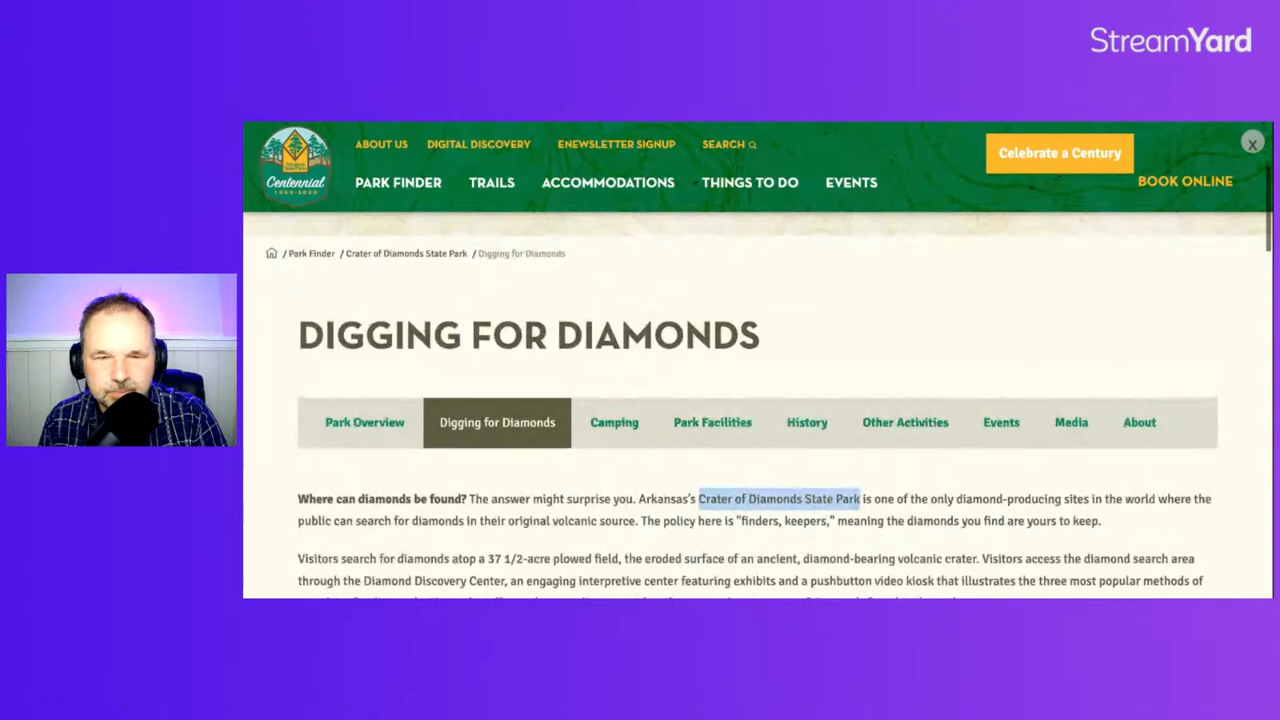 StreamYard
ABOUT US DIGITAL DISCOVERY ENEWSLETTER SIGNUP SEARCH
Celebrate a Century
X
Centennial
PARK FINDER TRAILS ACCOMMODATIONS THINGS TO DO EVENTS
BOOK ONLINE
/ Park Finder / Crater of Diamonds State Park / Digging for Diamonds
DIGGING FOR DIAMONDS
Park Overview Digging for Diamonds Camping Park Facilities History Other Activities Events Media About
Where can diamonds be found? The answer might surprise you. Arkansas's Crater of Diamonds State Park is one of the only diamond-producing sites in the world where the
public can search for diamonds in their original volcanic source. The policy here is "finders, keepers," meaning the diamonds you find are yours to keep.
Visitors search for diamonds atop a 37 1/2-acre plowed field, the eroded surface of an ancient, diamond-bearing volcanic crater. Visitors access the diamond search area
through the Diamond Discovery Center, an engaging interpretive center featuring exhibits and a pushbutton video kiosk that illustrates the three most popular methods of